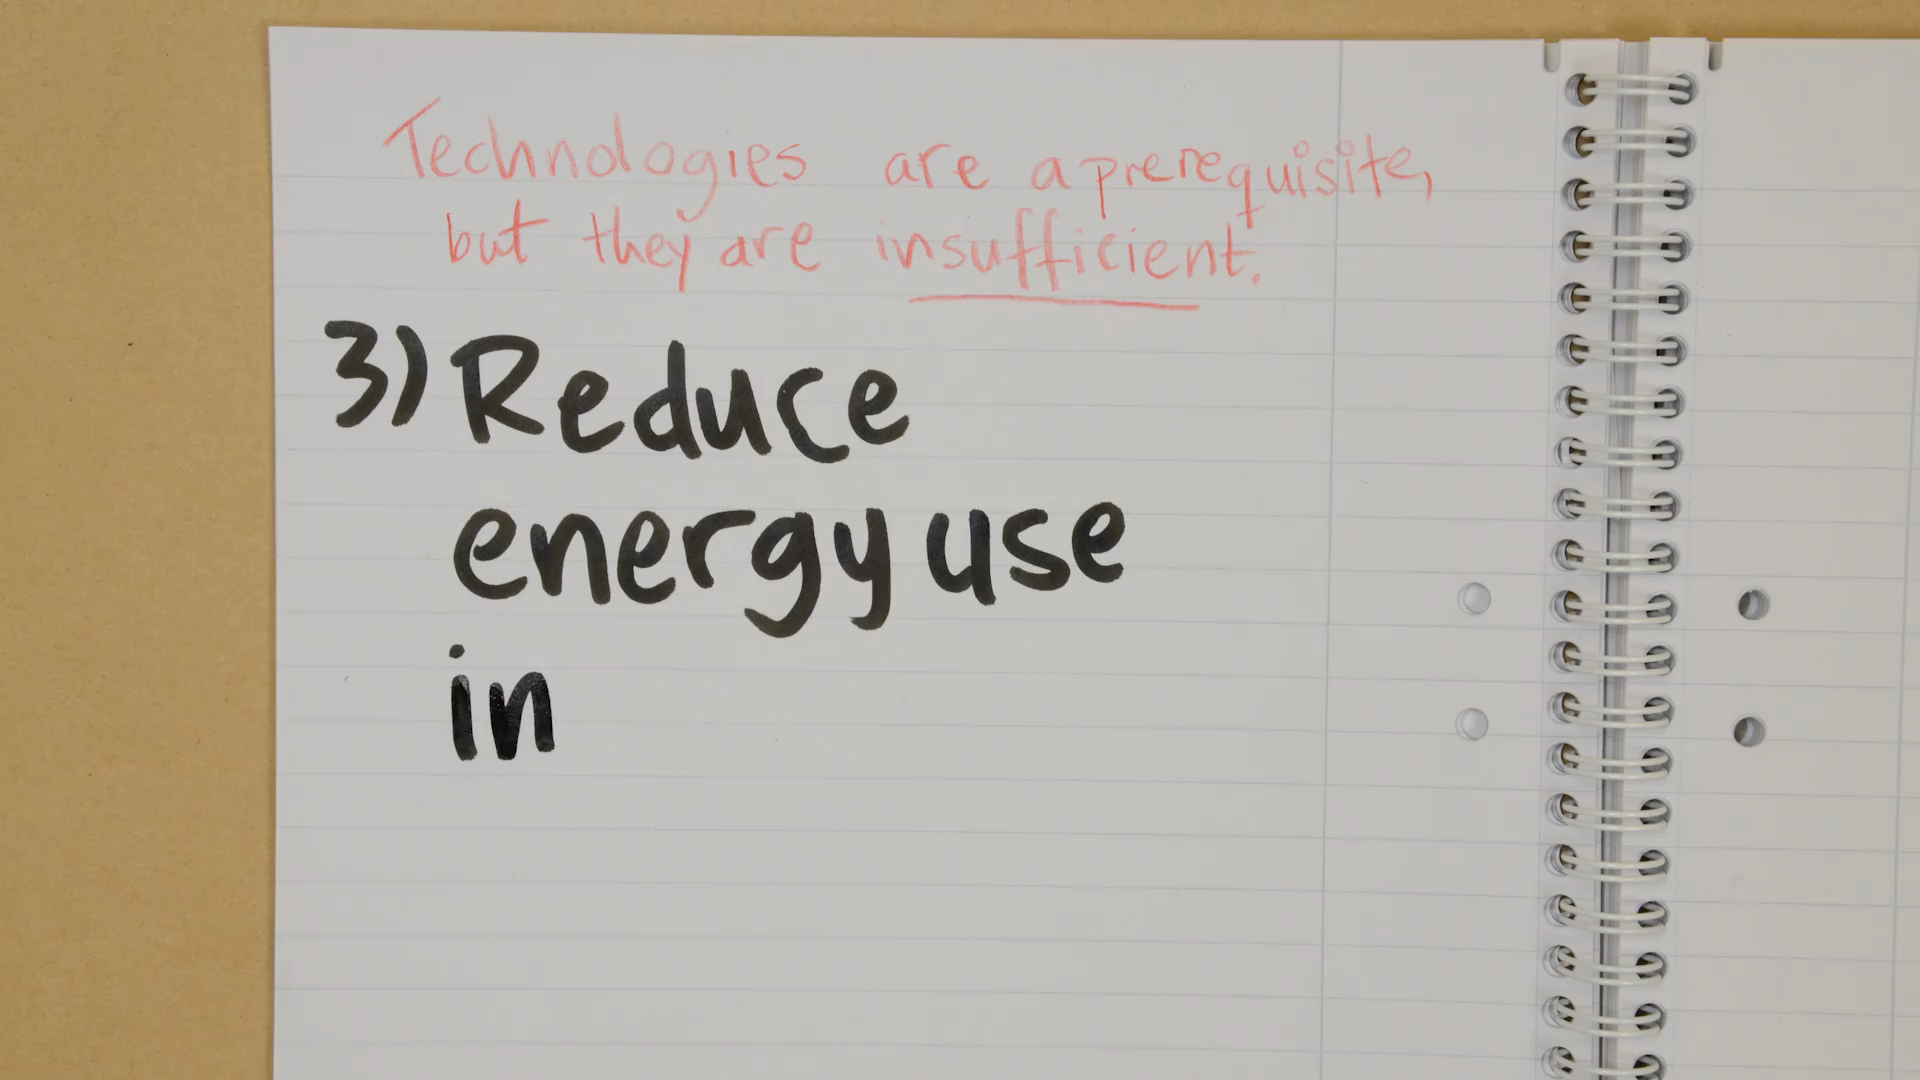 Technologies are a prerequisite,
but they are insufficient.
3) Reduce
energy use
in